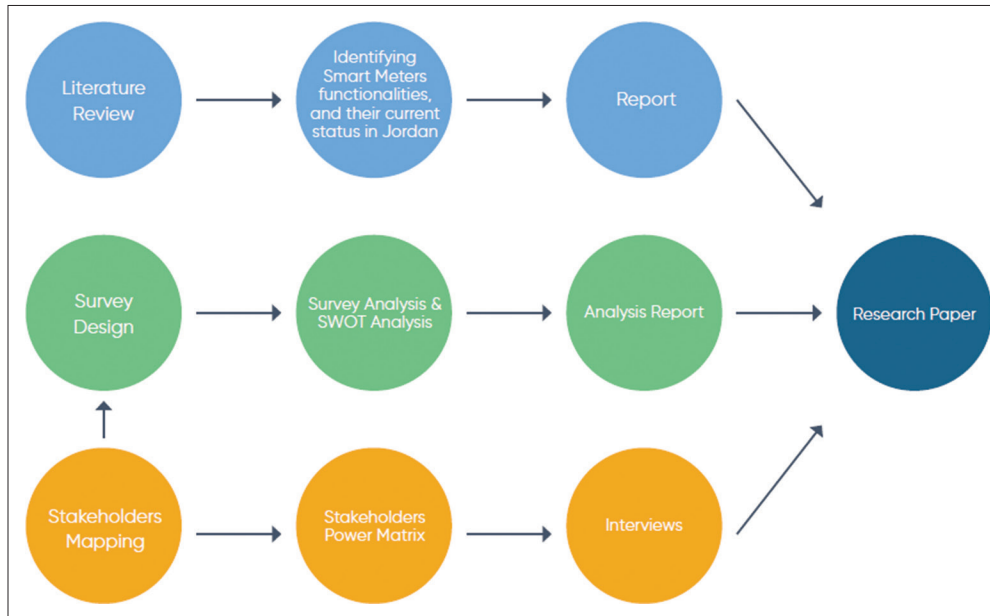 Literature
Review
Identifying
Smart Meters
functionalities,
and their current
status in Jordan
Report
Survey
Design
Survey Analysis &
SWOT Analysis
Analysis Report
Research Paper
Stakeholders
Mapping
Stakeholders
Power Matrix
Interviews